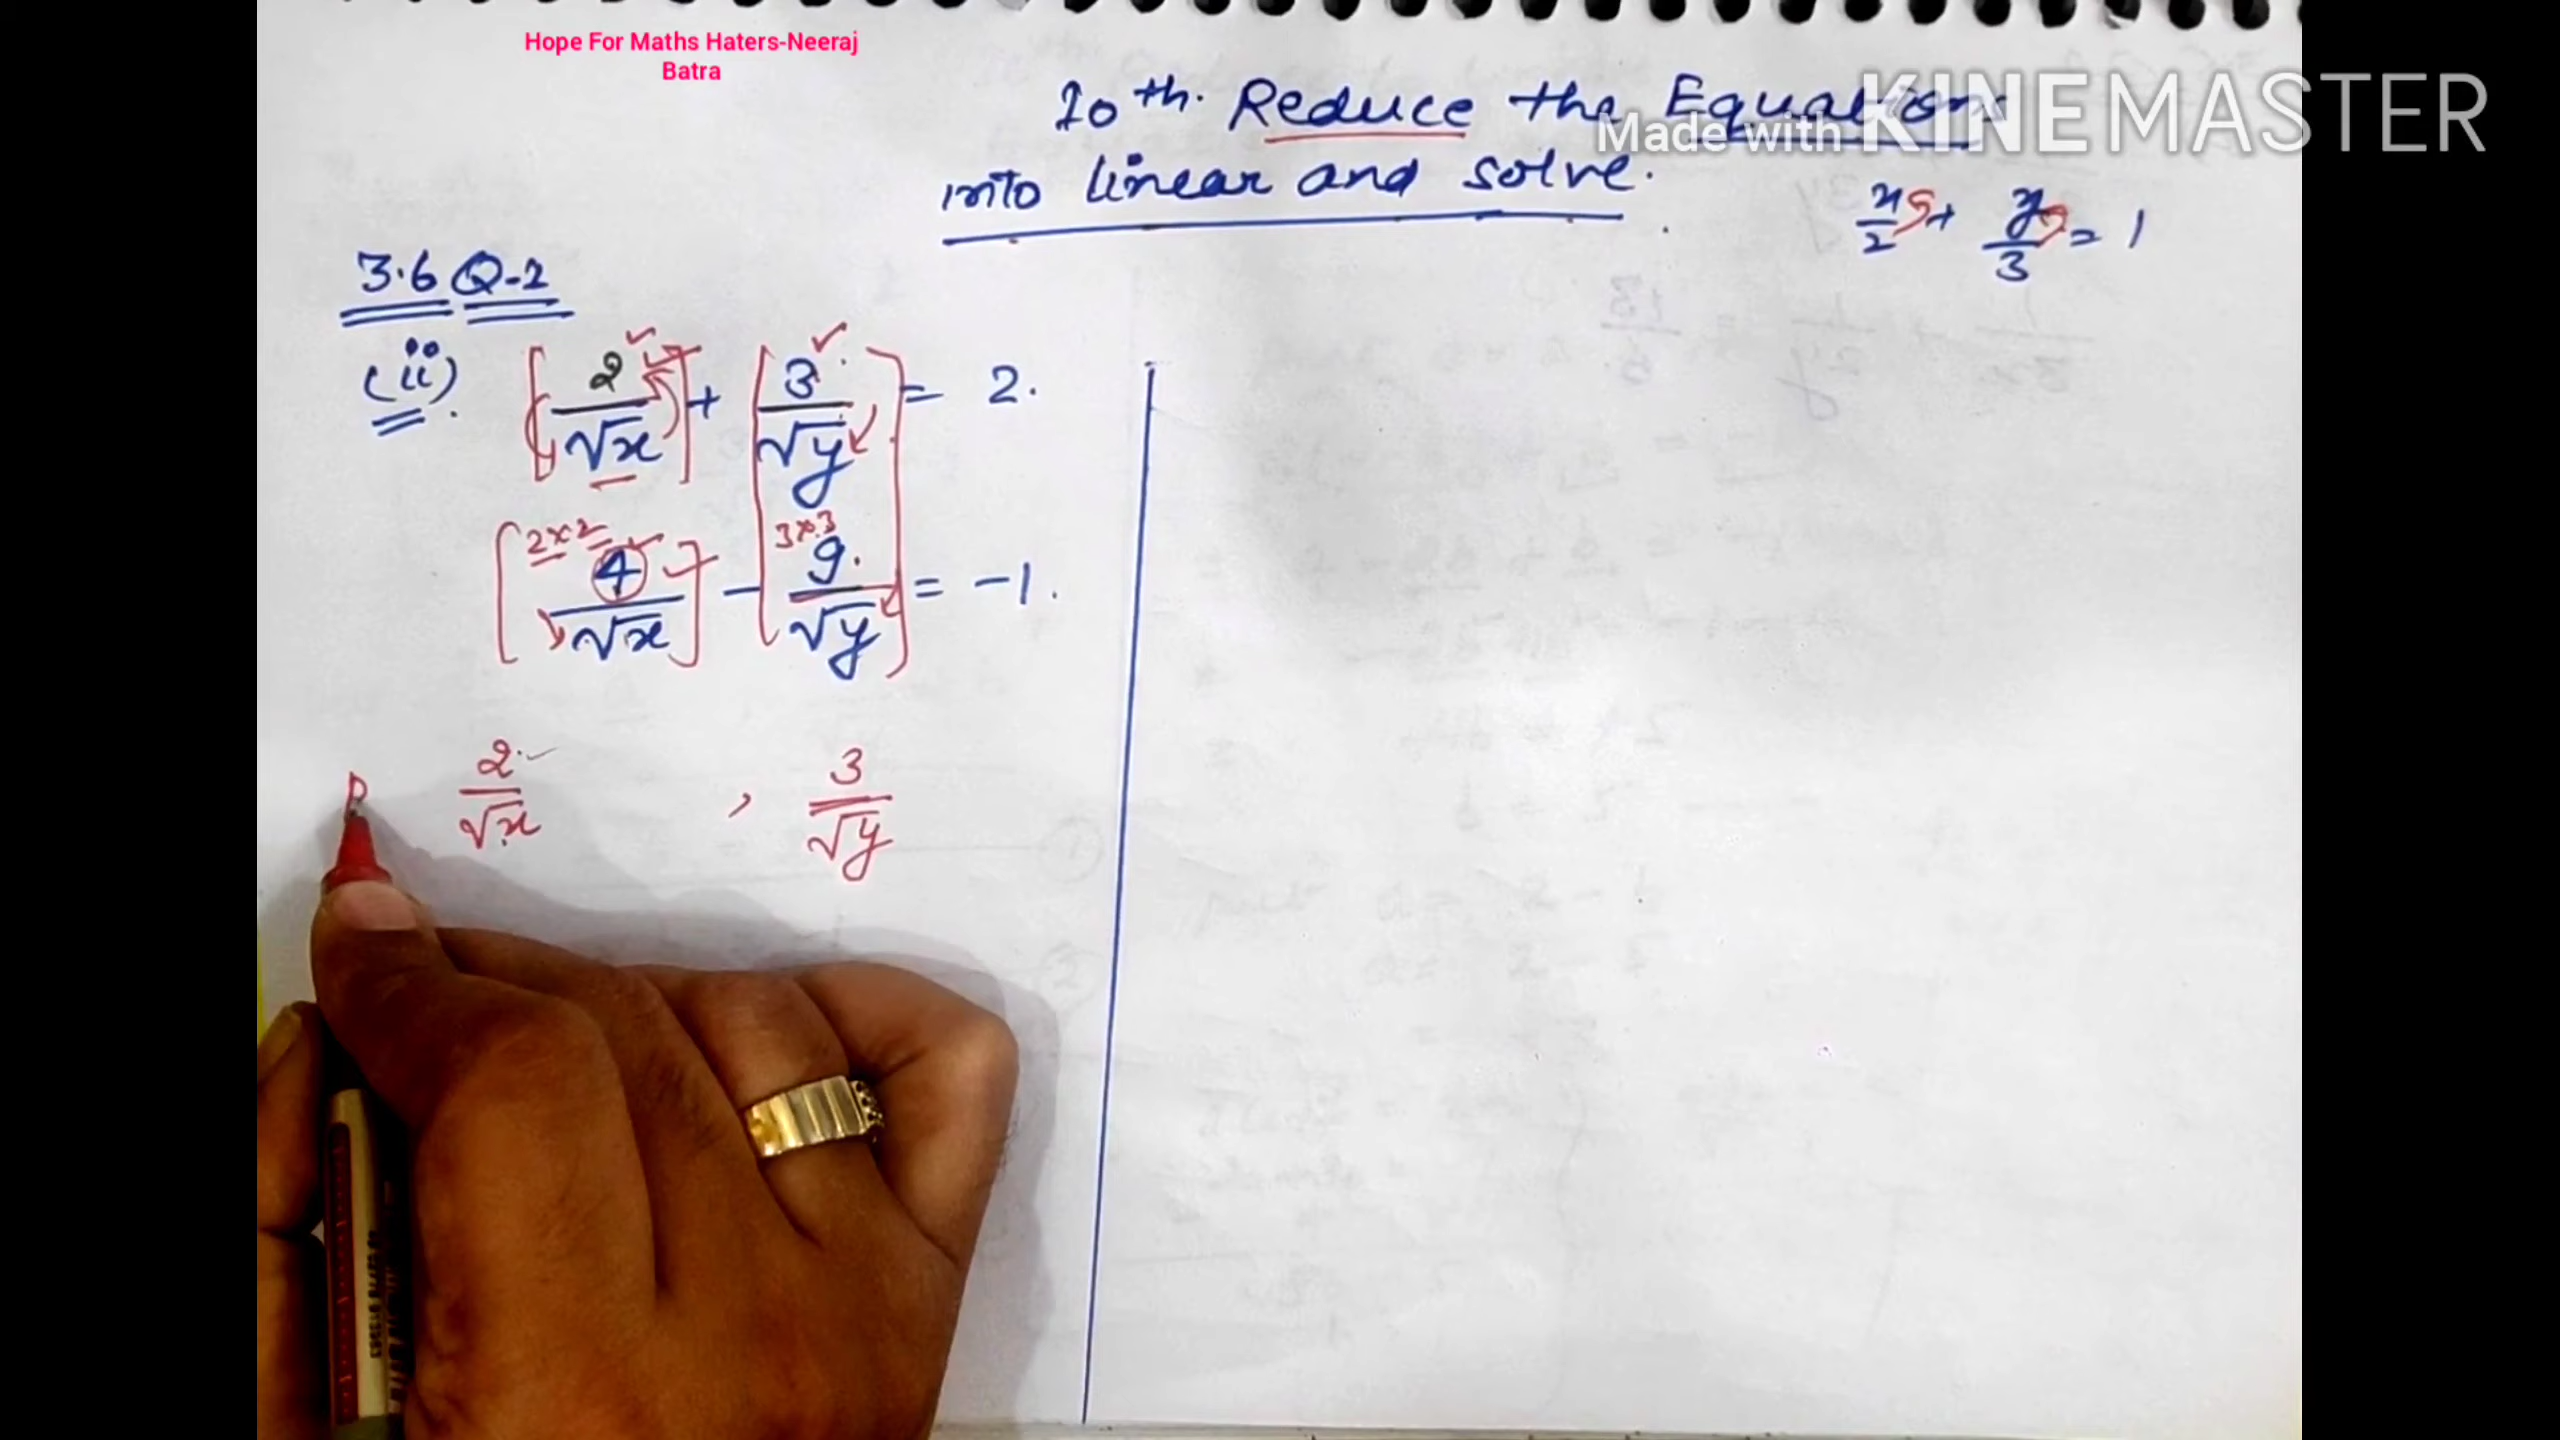 Hope For Maths Haters-Neeraj
Batra
10th. Reduce the Equations
Made with KINEMASTER
into linear and solve.
x/2 + y/3 = 1
3.6 Q-2
(ii). [2/√x] + [3/√y] = 2.
2×2 3×3
[4/√x] - [9/√y] = -1.
P 2/√x , 3/√y